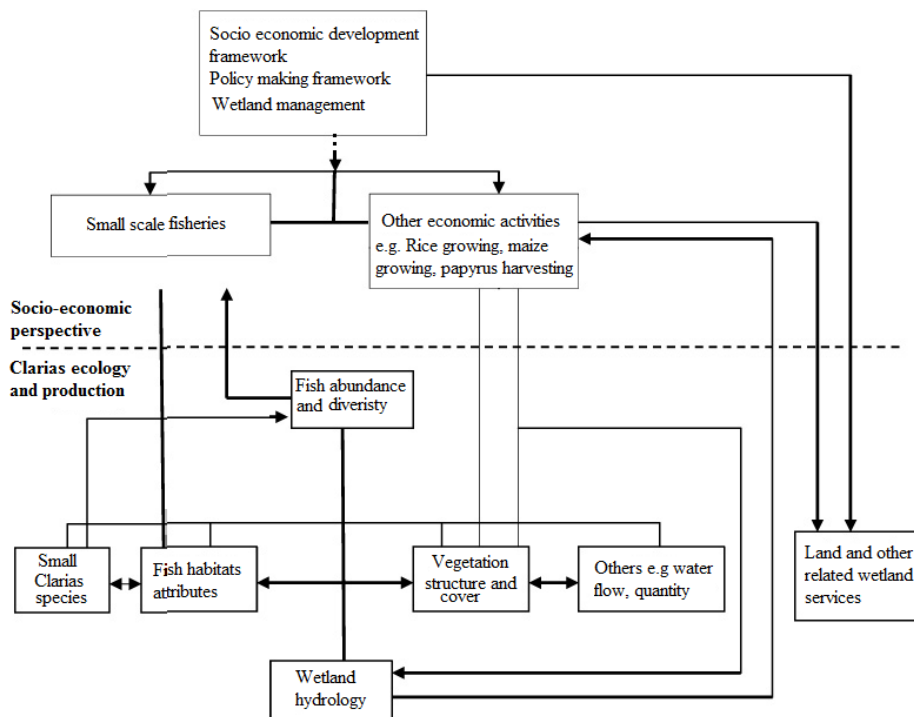 Socio economic development
framework
Policy making framework
Wetland management
Small scale fisheries
Other economic activities
e.g. Rice growing, maize
growing, papyrus harvesting
Socio-economic
perspective
Clarias ecology
and production
Fish abundance
and diveristy
Small
Clarias
species
Fish habitats
attributes
Vegetation
structure and
cover
Others e.g water
flow, quantity
Land and other
related wetland
services
Wetland
hydrology